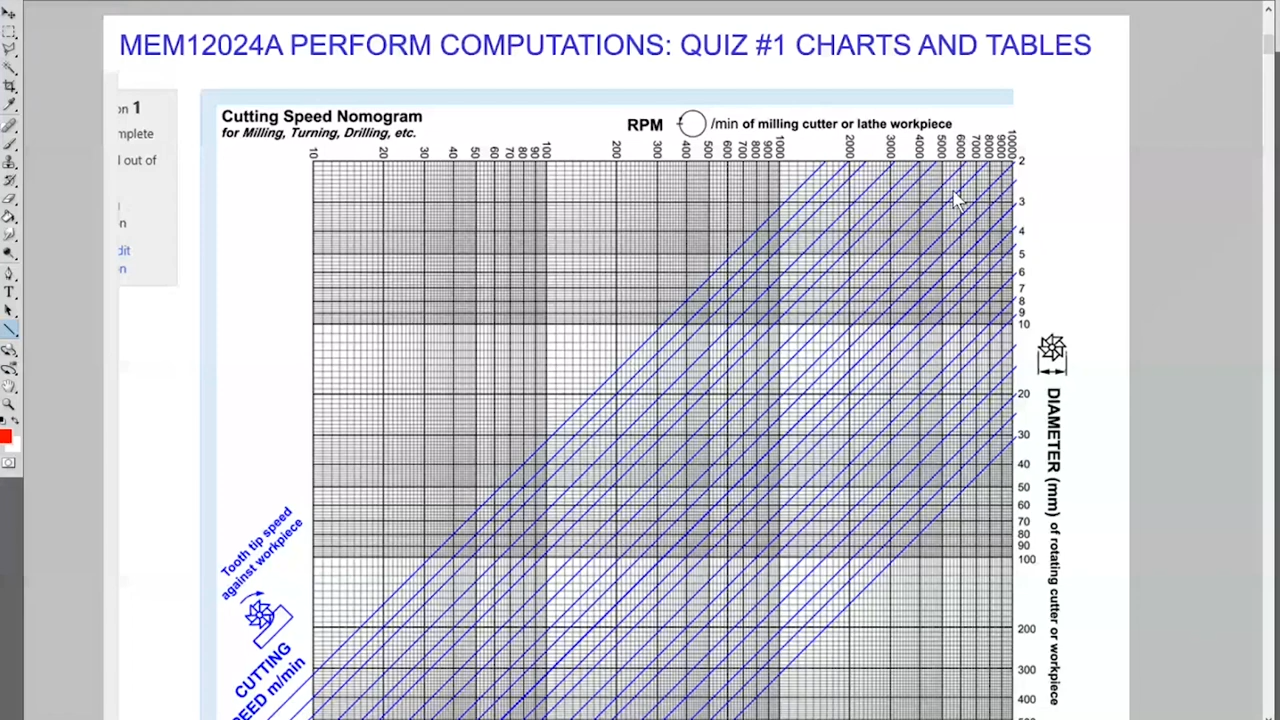 MEM12024A PERFORM COMPUTATIONS: QUIZ #1 CHARTS AND TABLES
on 1
mplete
out of
on
dit
on
Cutting Speed Nomogram
for Milling, Turning, Drilling, etc.
RPM /min of milling cutter or lathe workpiece
10 20 30 40 50 60 70 80 90 100 200 300 400 500 600 700 800 900 1000 2000 3000 4000 5000 6000 7000 8000 9000 10000
2
3
4
5
6
7
8
9
10
20
30
40
50
60
70
80
90
100
200
300
400
DIAMETER (mm) of rotating cutter or workpiece
Tooth tip speed
against workpiece
CUTTING
EED m/min
T